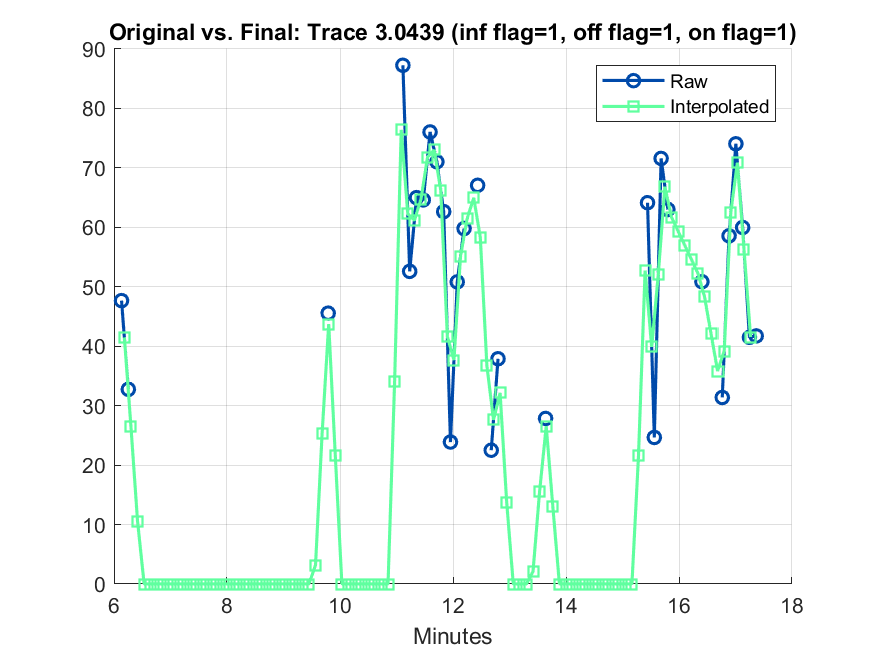 Original vs. Final: Trace 3.0439 (inf flag=1, off flag=1, on flag=1)
90
80
70
60
50
40
30
20
10
0
Raw
Interpolated
6 8 10 12 14 16 18
Minutes